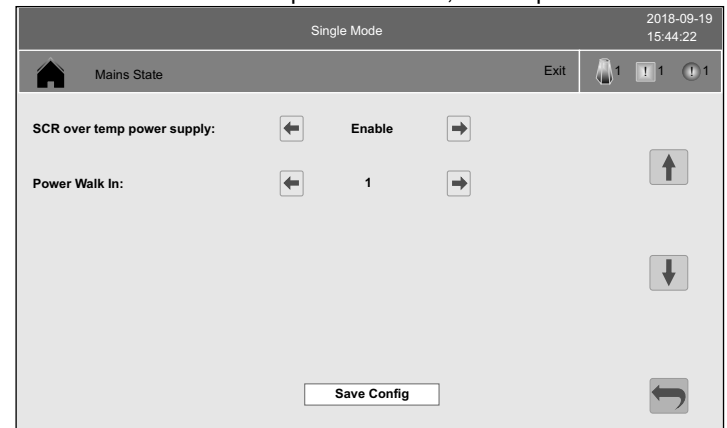 Single Mode
2018-09-19
15:44:22
Mains State
Exit
1
! 1
! 1
SCR over temp power supply:
Enable
Power Walk In:
1
Save Config